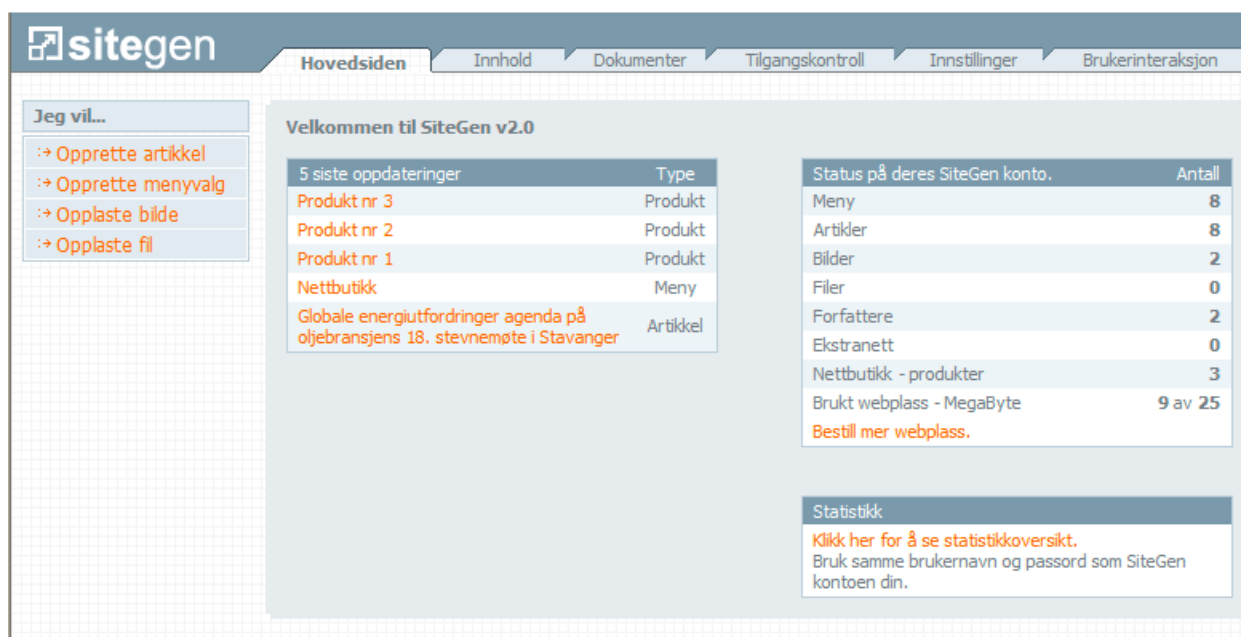 sitegen
Hovedsiden Innhold Dokumenter Tilgangskontroll Innstillinger Brukerinteraksjon
Jeg vil...
Opprette artikkel
Opprette menyvalg
Opplaste bilde
Opplaste fil
Velkommen til SiteGen v2.0
5 siste oppdateringer Type
Produkt nr 3 Produkt
Produkt nr 2 Produkt
Produkt nr 1 Produkt
Nettbutikk Meny
Globale energiutfordringer agenda på
oljebransjens 18. stevnemøte i Stavanger Artikkel
Status på deres SiteGen konto. Antall
Meny 8
Artikler 8
Bilder 2
Filer 0
Forfattere 2
Ekstranett 0
Nettbutikk - produkter 3
Brukt webplass - MegaByte 9 av 25
Bestill mer webplass.
Statistikk
Klikk her for å se statistikkoversikt.
Bruk samme brukernavn og passord som SiteGen
kontoen din.